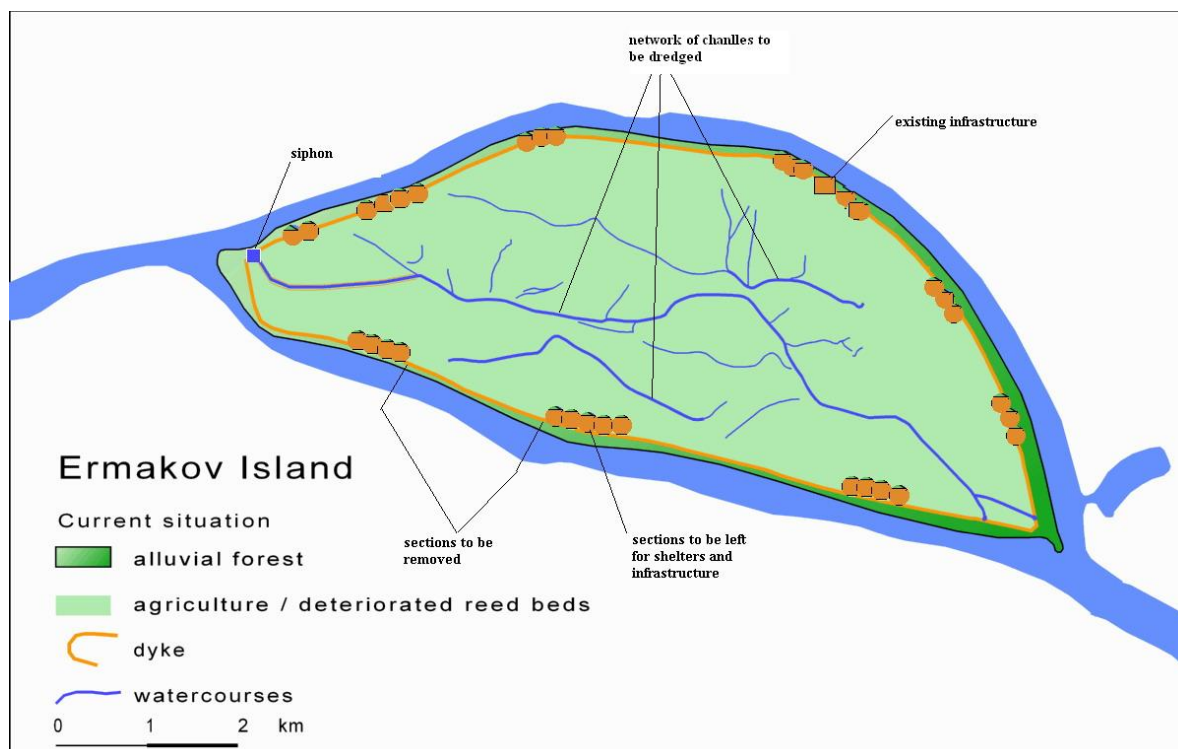 network of chanlles to
be dredged
existing infrastructure
siphon
Ermakov Island
Current situation
alluvial forest
agriculture / deteriorated reed beds
dyke
watercourses
0 1 2 km
sections to be
removed
sections to be left
for shelters and
infrastructure